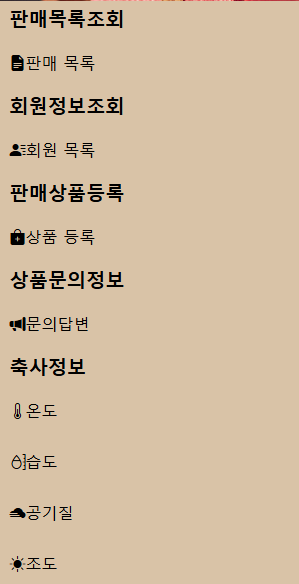 판매목록조회
판매 목록
회원정보조회
회원 목록
판매상품등록
상품 등록
상품문의정보
문의답변
축사정보
온도
습도
공기질
조도